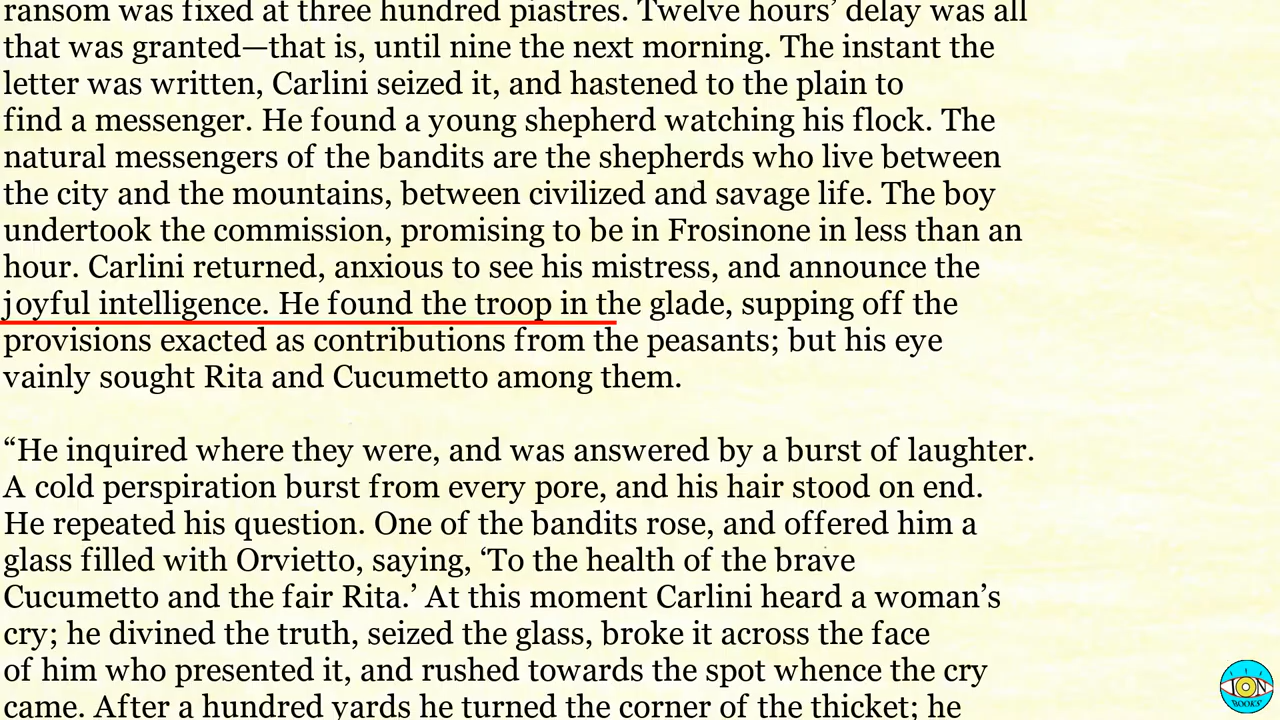 ransom was fixed at three hundred piastres. Twelve hours’ delay was all
that was granted—that is, until nine the next morning. The instant the
letter was written, Carlini seized it, and hastened to the plain to
find a messenger. He found a young shepherd watching his flock. The
natural messengers of the bandits are the shepherds who live between
the city and the mountains, between civilized and savage life. The boy
undertook the commission, promising to be in Frosinone in less than an
hour. Carlini returned, anxious to see his mistress, and announce the
joyful intelligence. He found the troop in the glade, supping off the
provisions exacted as contributions from the peasants; but his eye
vainly sought Rita and Cucumetto among them.
“He inquired where they were, and was answered by a burst of laughter.
A cold perspiration burst from every pore, and his hair stood on end.
He repeated his question. One of the bandits rose, and offered him a
glass filled with Orvietto, saying, ‘To the health of the brave
Cucumetto and the fair Rita.’ At this moment Carlini heard a woman’s
cry; he divined the truth, seized the glass, broke it across the face
of him who presented it, and rushed towards the spot whence the cry
came. After a hundred yards he turned the corner of the thicket; he
ION
BOOKS